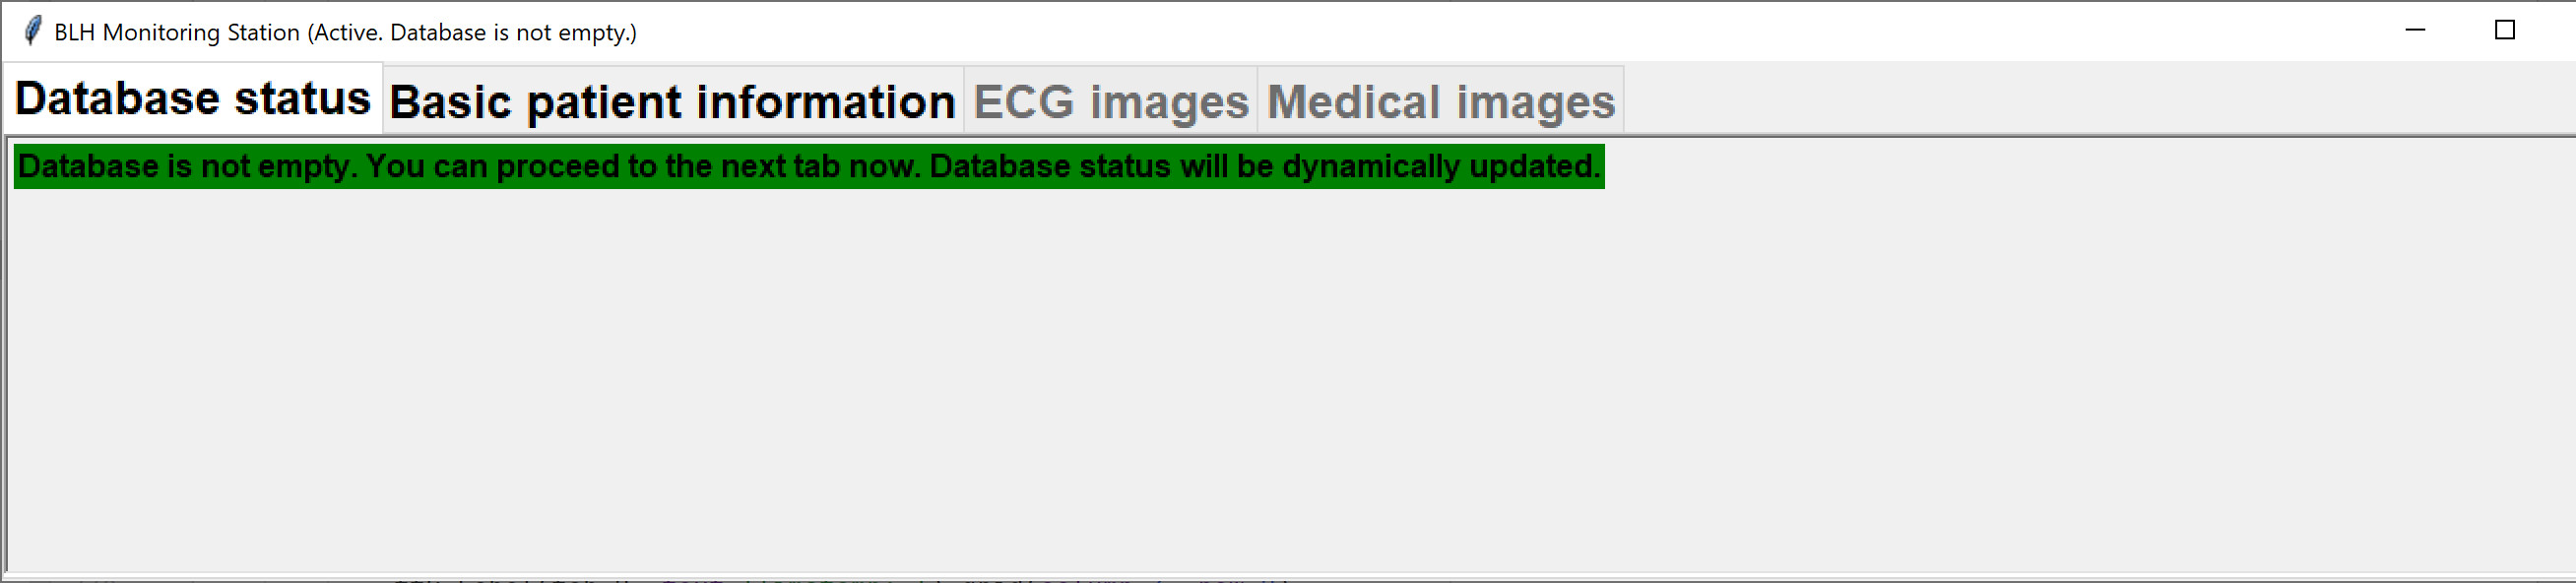 BLH Monitoring Station (Active. Database is not empty.)
Database status Basic patient information ECG images Medical images
Database is not empty. You can proceed to the next tab now. Database status will be dynamically updated.